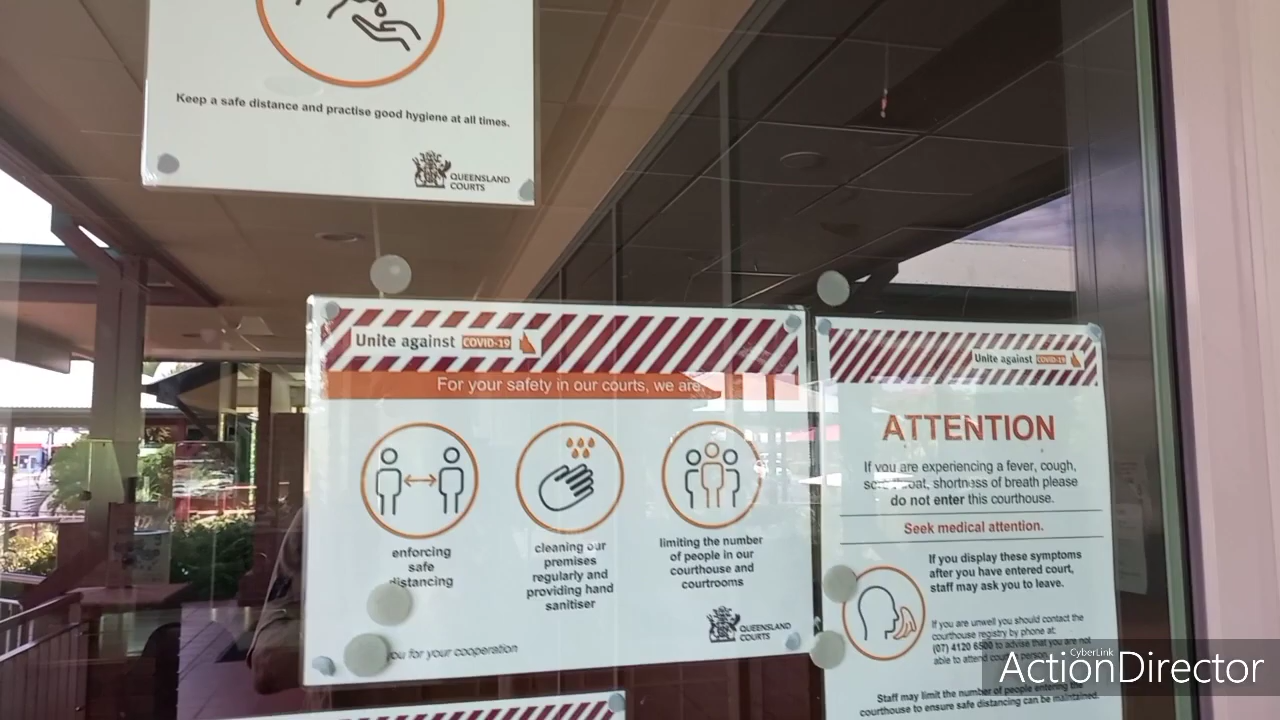 Keep a safe distance and practise good hygiene at all times.
QUEENSLAND
COURTS
Unite against COVID-19
For your safety in our courts, we are:
enforcing
safe
distancing
cleaning our
premises
regularly and
providing hand
sanitiser
limiting the number
of people in our
courthouse and
courtrooms
QUEENSLAND
COURTS
you for your cooperation
Unite against COVID-19
ATTENTION
If you are experiencing a fever, cough,
sore throat, shortness of breath please
do not enter this courthouse.
Seek medical attention.
If you display these symptoms
after you have entered court,
staff may ask you to leave.
If you are unwell you should contact the
courthouse registry by phone at:
(07) 4120 6500 to advise that you are not
able to attend court in person.
Staff may limit the number of people entering the
courthouse to ensure safe distancing can be maintained.
CyberLink
ActionDirector